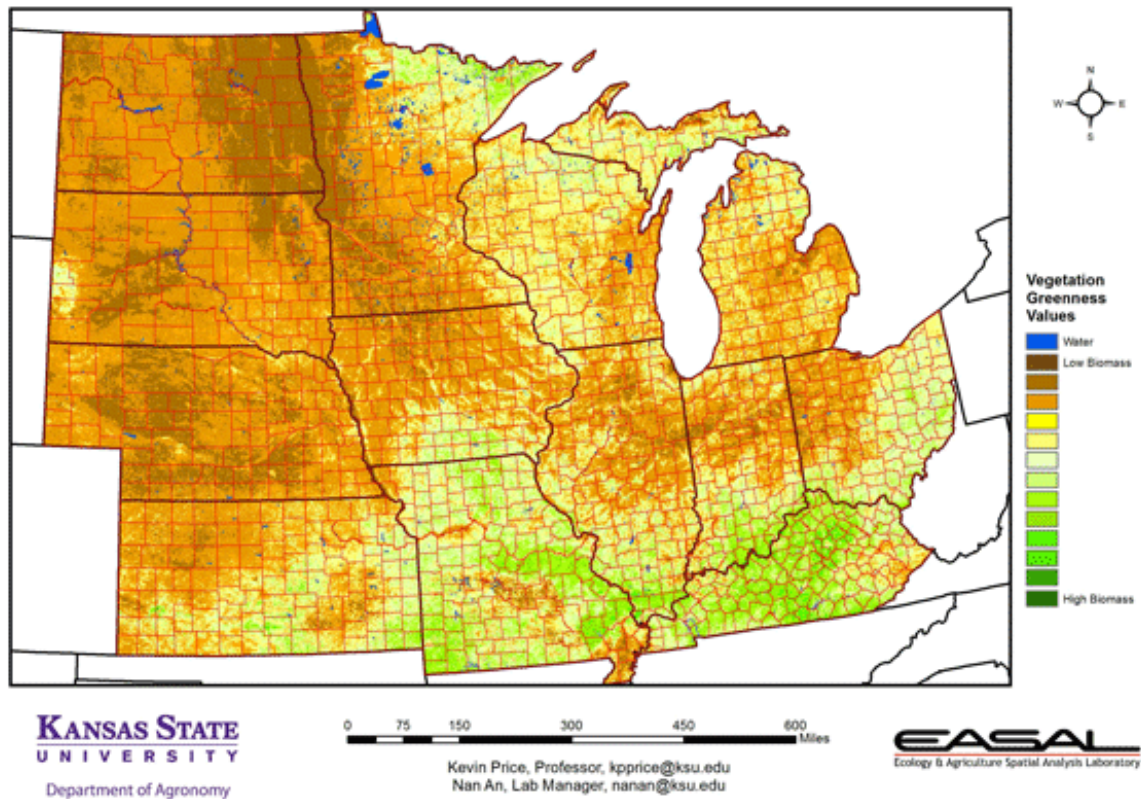 N
W
E
S
Vegetation
Greenness
Values
Water
Low Biomass
High Biomass
KANSAS STATE
UNIVERSITY
Department of Agronomy
0 75 150 300 450 600
Miles
Kevin Price, Professor, kpprice@ksu.edu
Nan An, Lab Manager, nanan@ksu.edu
EASAL
Ecology & Agriculture Spatial Analysis Laboratory